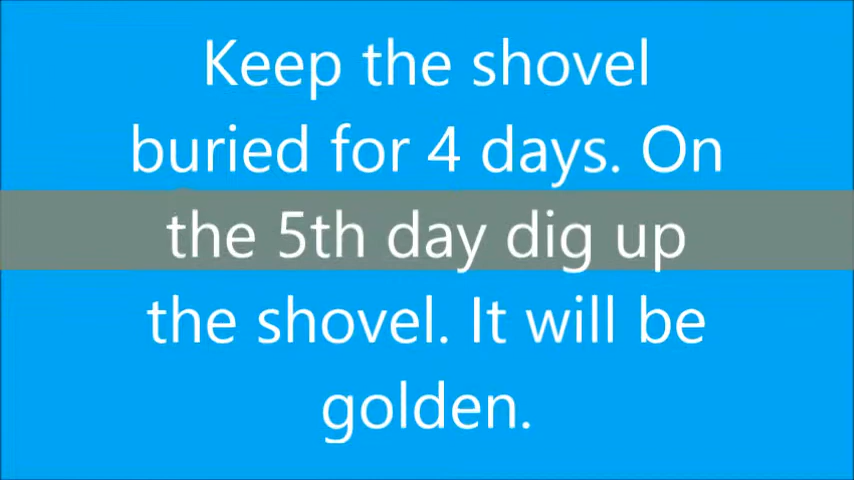 Keep the shovel
buried for 4 days. On
the 5th day dig up
the shovel. It will be
golden.